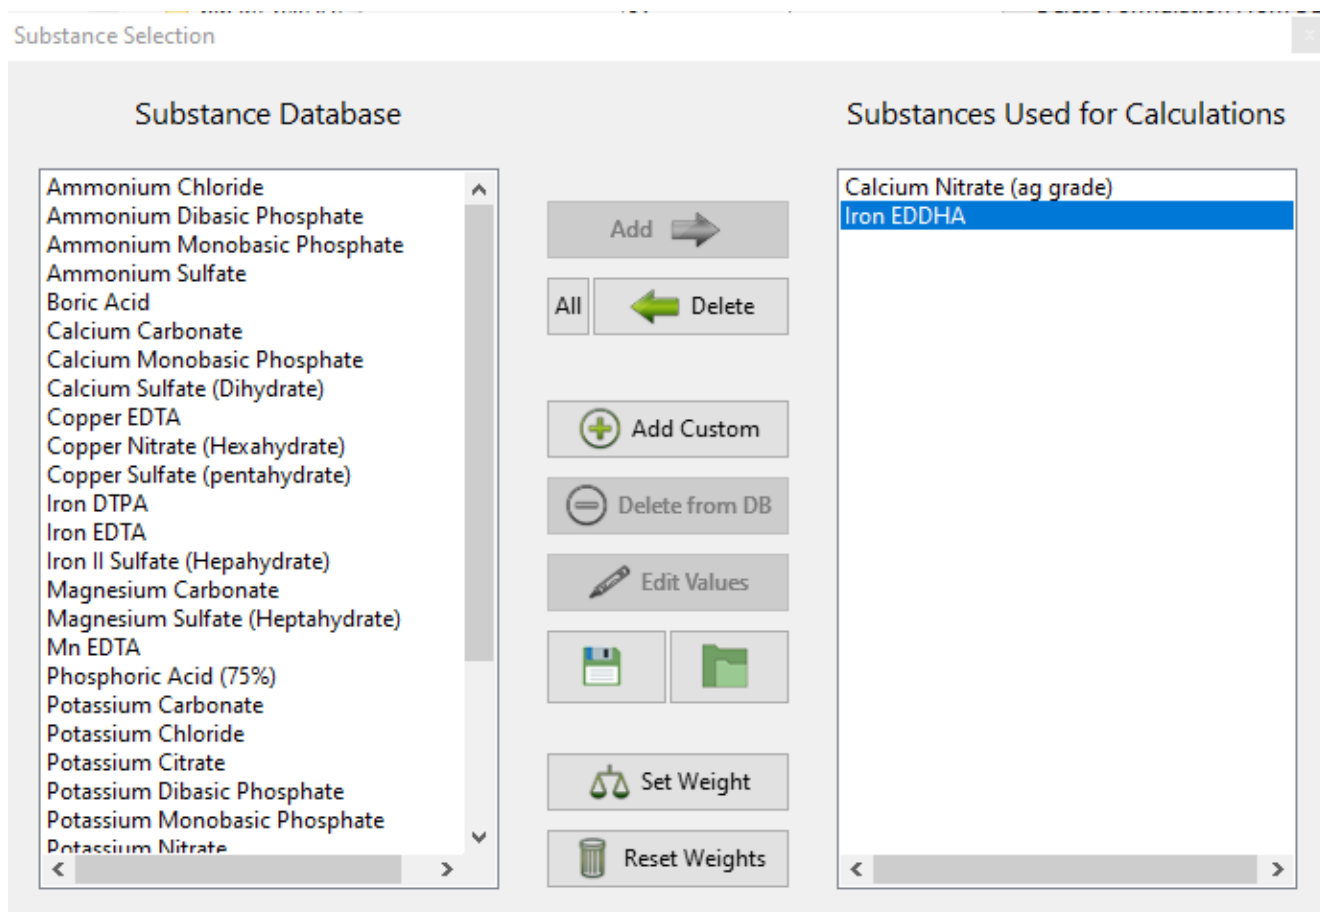 Substance Selection
x
Substance Database
Substances Used for Calculations
Ammonium Chloride
Ammonium Dibasic Phosphate
Ammonium Monobasic Phosphate
Ammonium Sulfate
Boric Acid
Calcium Carbonate
Calcium Monobasic Phosphate
Calcium Sulfate (Dihydrate)
Copper EDTA
Copper Nitrate (Hexahydrate)
Copper Sulfate (pentahydrate)
Iron DTPA
Iron EDTA
Iron II Sulfate (Hepahydrate)
Magnesium Carbonate
Magnesium Sulfate (Heptahydrate)
Mn EDTA
Phosphoric Acid (75%)
Potassium Carbonate
Potassium Chloride
Potassium Citrate
Potassium Dibasic Phosphate
Potassium Monobasic Phosphate
Potassium Nitrate
Add
All
Delete
Add Custom
Delete from DB
Edit Values
Set Weight
Reset Weights
Calcium Nitrate (ag grade)
Iron EDDHA